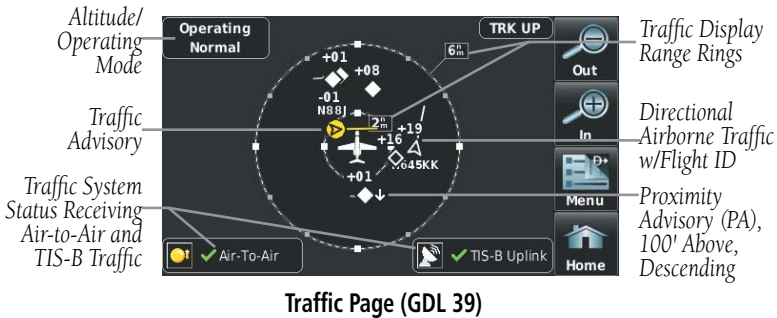 Altitude/
Operating
Mode
Traffic
Advisory
Traffic System
Status Receiving
Air-to-Air and
TIS-B Traffic
Operating
Normal
TRK UP
6nm
+01
+08
-01
N88J
2nm
+19
+16
N645KK
+01
Air-To-Air
TIS-B Uplink
Out
In
Menu
Home
Traffic Display
Range Rings
Directional
Airborne Traffic
w/Flight ID
Proximity
Advisory (PA),
100' Above,
Descending
Traffic Page (GDL 39)